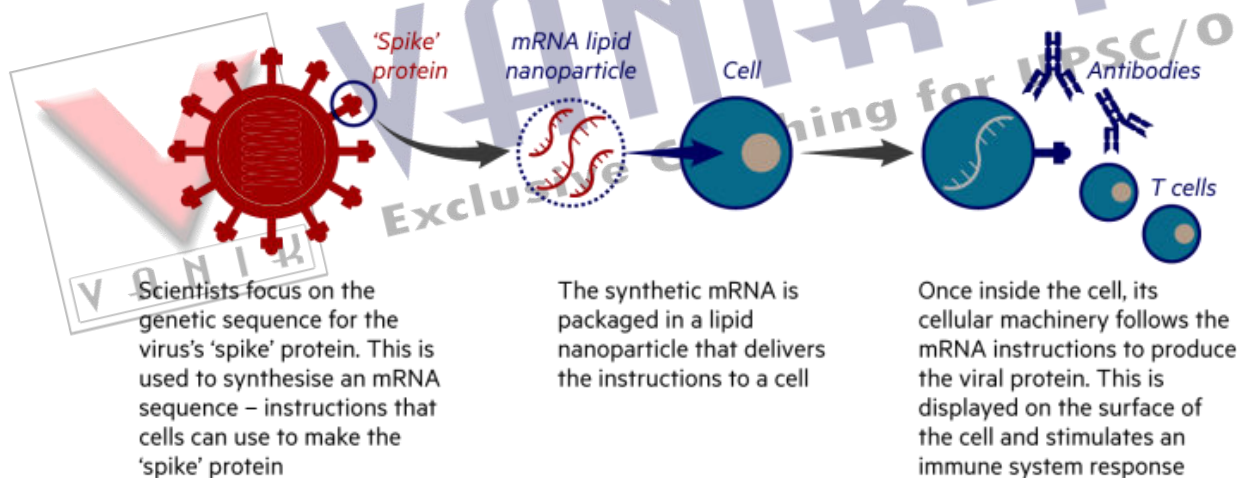 VANIK
Exclusive
hing for UPSC/O
VANIK
'Spike'
protein
mRNA lipid
nanoparticle
Cell
Antibodies
T cells
Scientists focus on the
genetic sequence for the
virus's 'spike' protein. This is
used to synthesise an mRNA
sequence – instructions that
cells can use to make the
'spike' protein
The synthetic mRNA is
packaged in a lipid
nanoparticle that delivers
the instructions to a cell
Once inside the cell, its
cellular machinery follows the
mRNA instructions to produce
the viral protein. This is
displayed on the surface of
the cell and stimulates an
immune system response